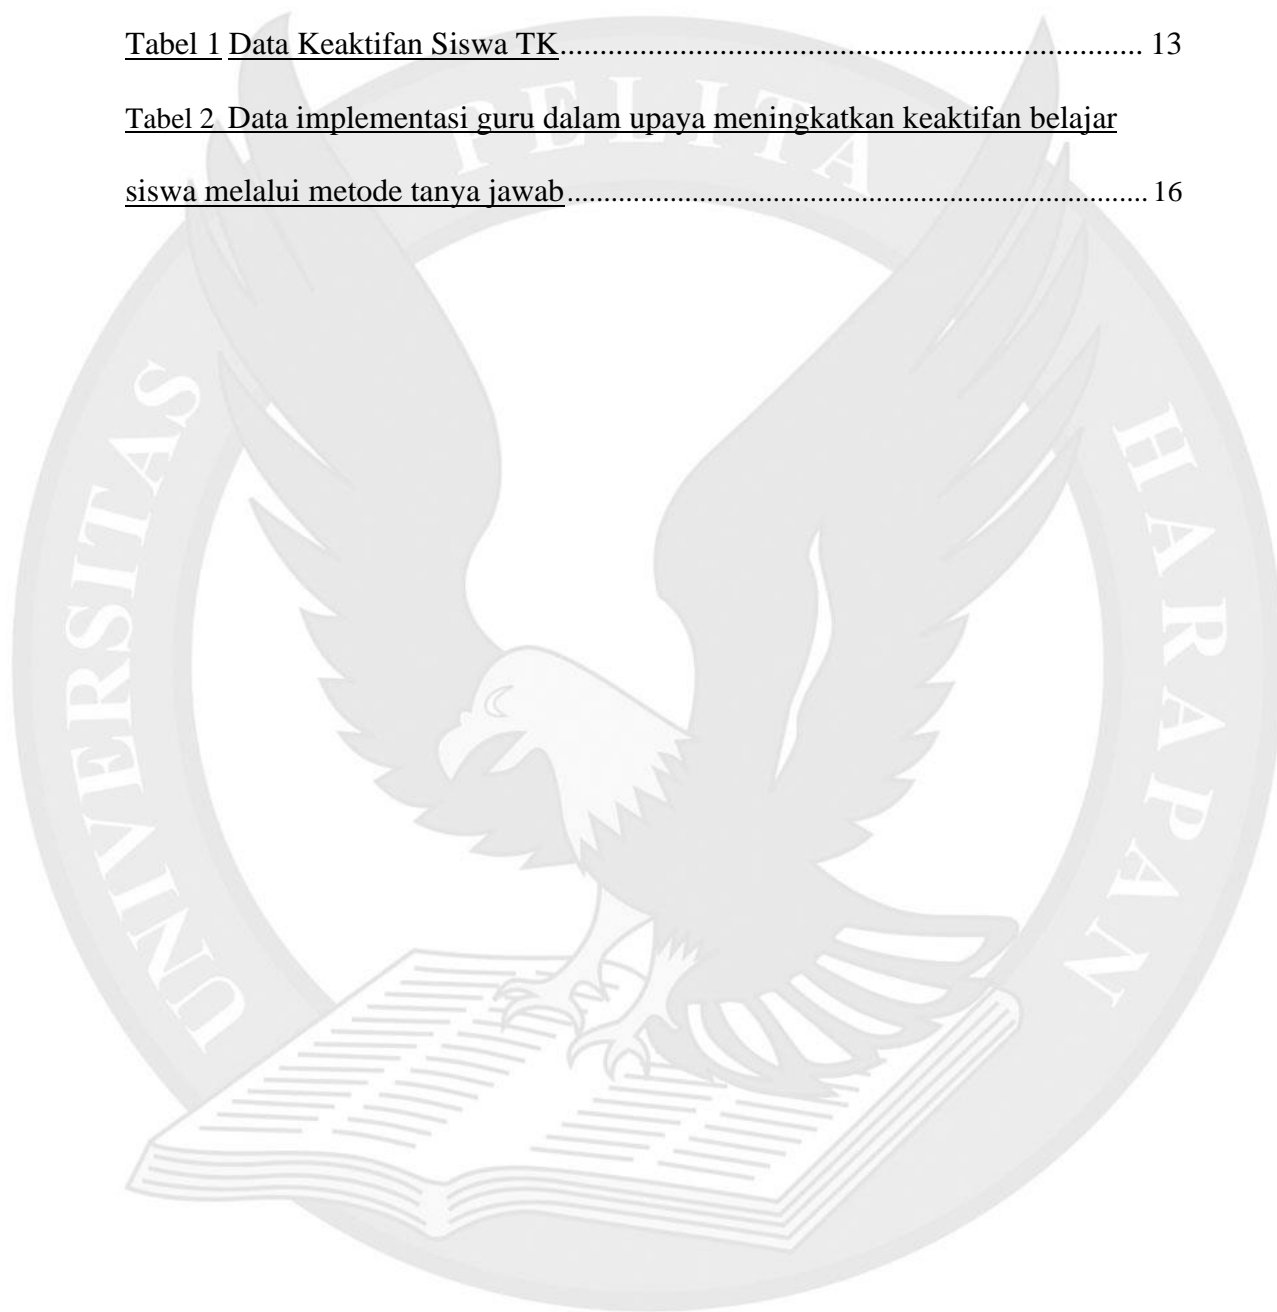 Tabel 1 Data Keaktifan Siswa TK........................................................................ 13
Tabel 2 Data implementasi guru dalam upaya meningkatkan keaktifan belajar
siswa melalui metode tanya jawab........................................................................ 16
UNIVERSITAS PELITA HARAPAN